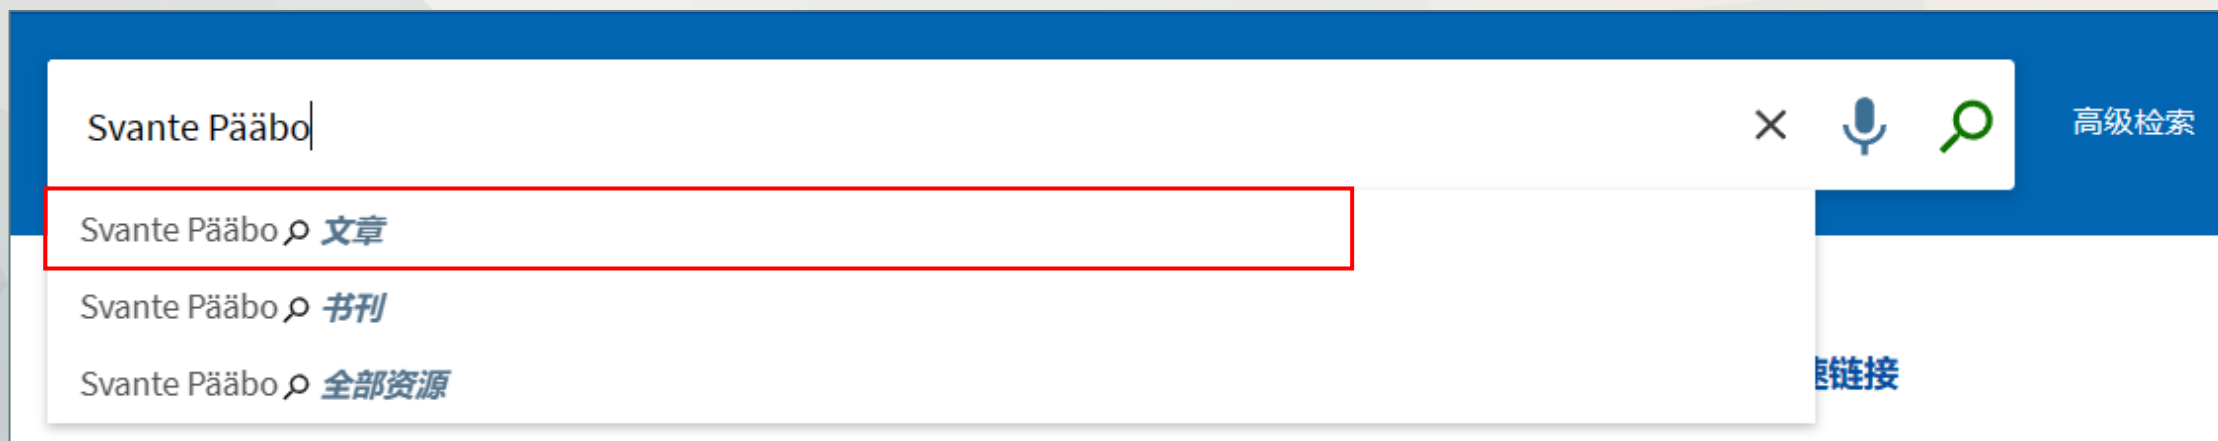 Svante Pääbo
高级检索
Svante Pääbo 文章
Svante Pääbo 书刊
Svante Pääbo 全部资源
链接